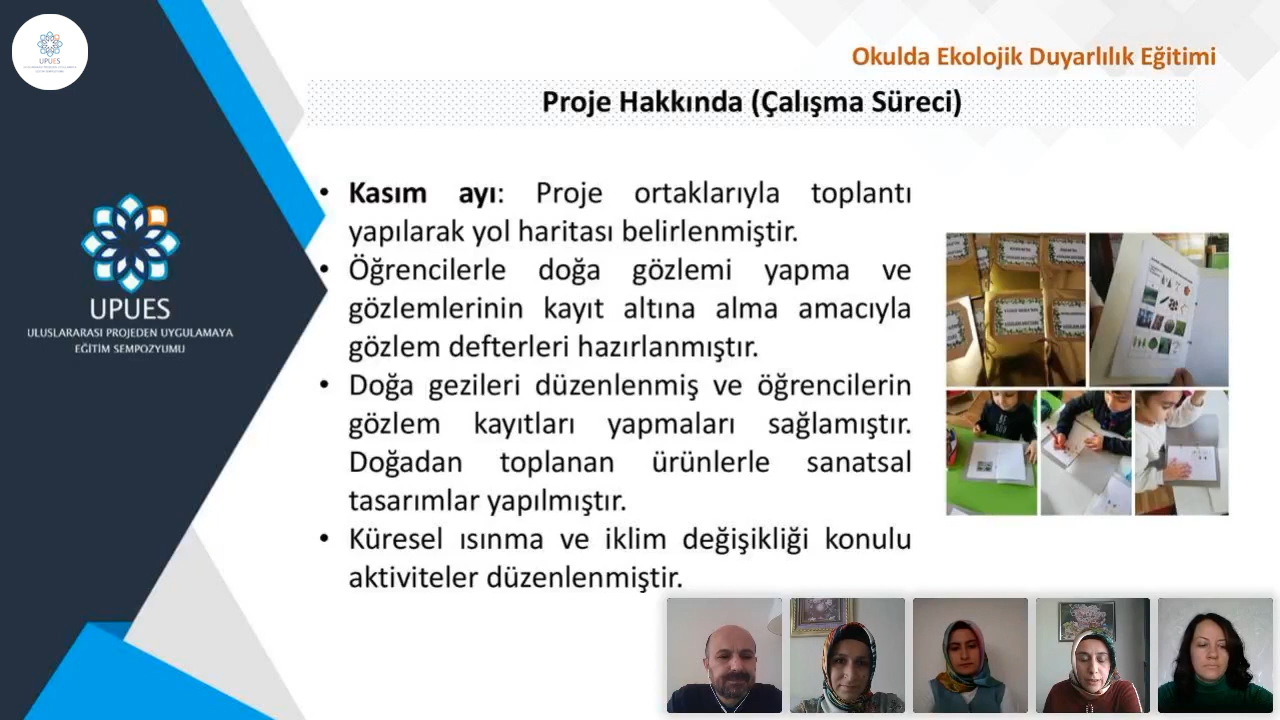 UPUES
Okulda Ekolojik Duyarlılık Eğitimi
Proje Hakkında (Çalışma Süreci)
• Kasım ayı: Proje ortaklarıyla toplantı
yapılarak yol haritası belirlenmiştir.
• Öğrencilerle doğa gözlemi yapma ve
gözlemlerinin kayıt altına alma amacıyla
gözlem defterleri hazırlanmıştır.
• Doğa gezileri düzenlenmiş ve öğrencilerin
gözlem kayıtları yapmaları sağlamıştır.
Doğadan toplanan ürünlerle sanatsal
tasarımlar yapılmıştır.
• Küresel ısınma ve iklim değişikliği konulu
aktiviteler düzenlenmiştir.
UPUES
ULUSLARARASI PROJEDEN UYGULAMAYA
EĞİTİM SEMPOZYUMU